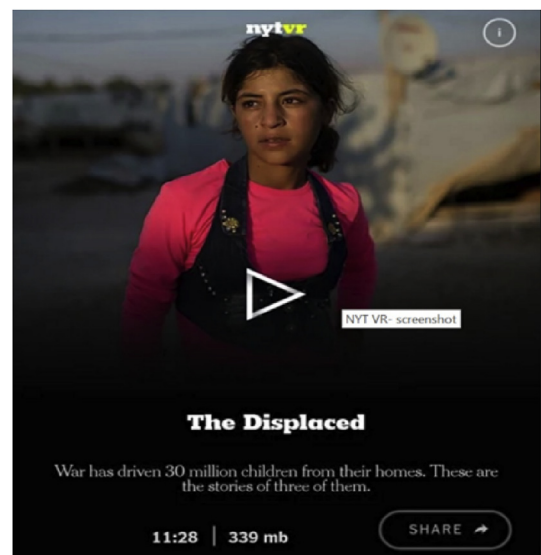 nytvr
i
NYT VR- screenshot
The Displaced
War has driven 30 million children from their homes. These are
the stories of three of them.
11:28 | 339 mb
SHARE